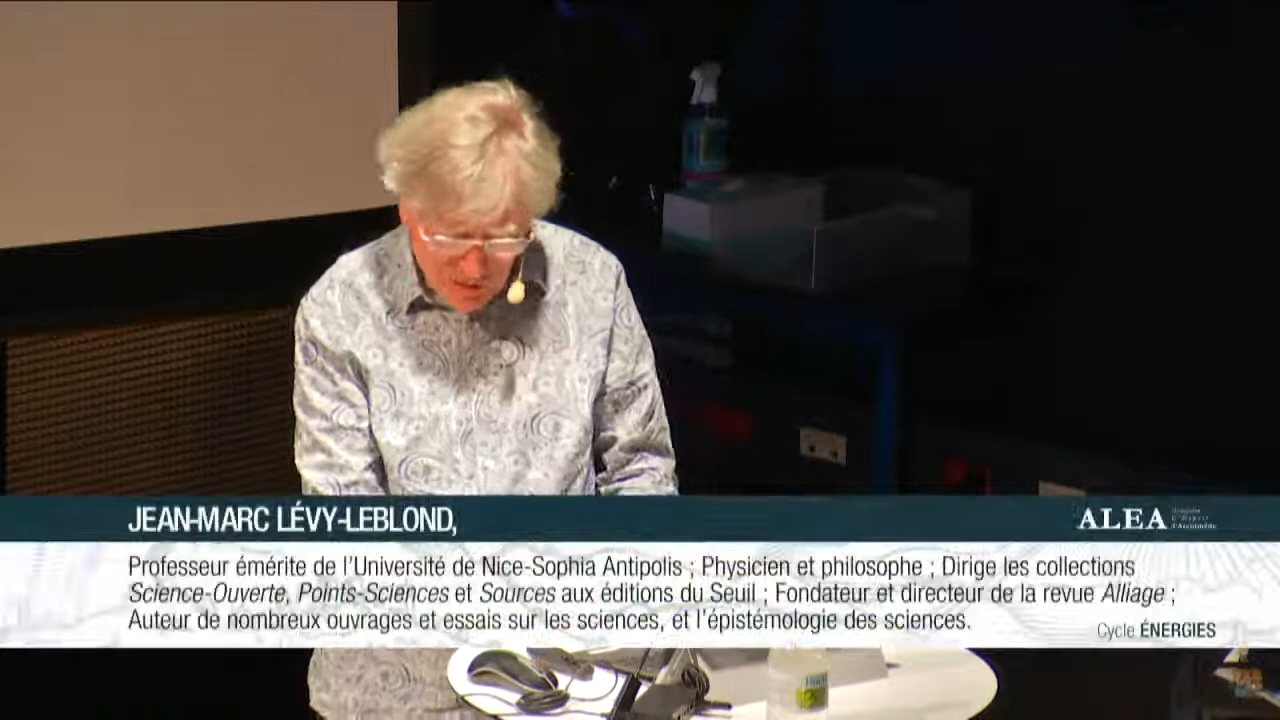 JEAN-MARC LÉVY-LEBLOND,
ALEA
Professeur émérite de l'Université de Nice-Sophia Antipolis ; Physicien et philosophe ; Dirige les collections
Science-Ouverte, Points-Sciences et Sources aux éditions du Seuil ; Fondateur et directeur de la revue Alliage ;
Auteur de nombreux ouvrages et essais sur les sciences, et l'épistémologie des sciences.
Cycle ÉNERGIES